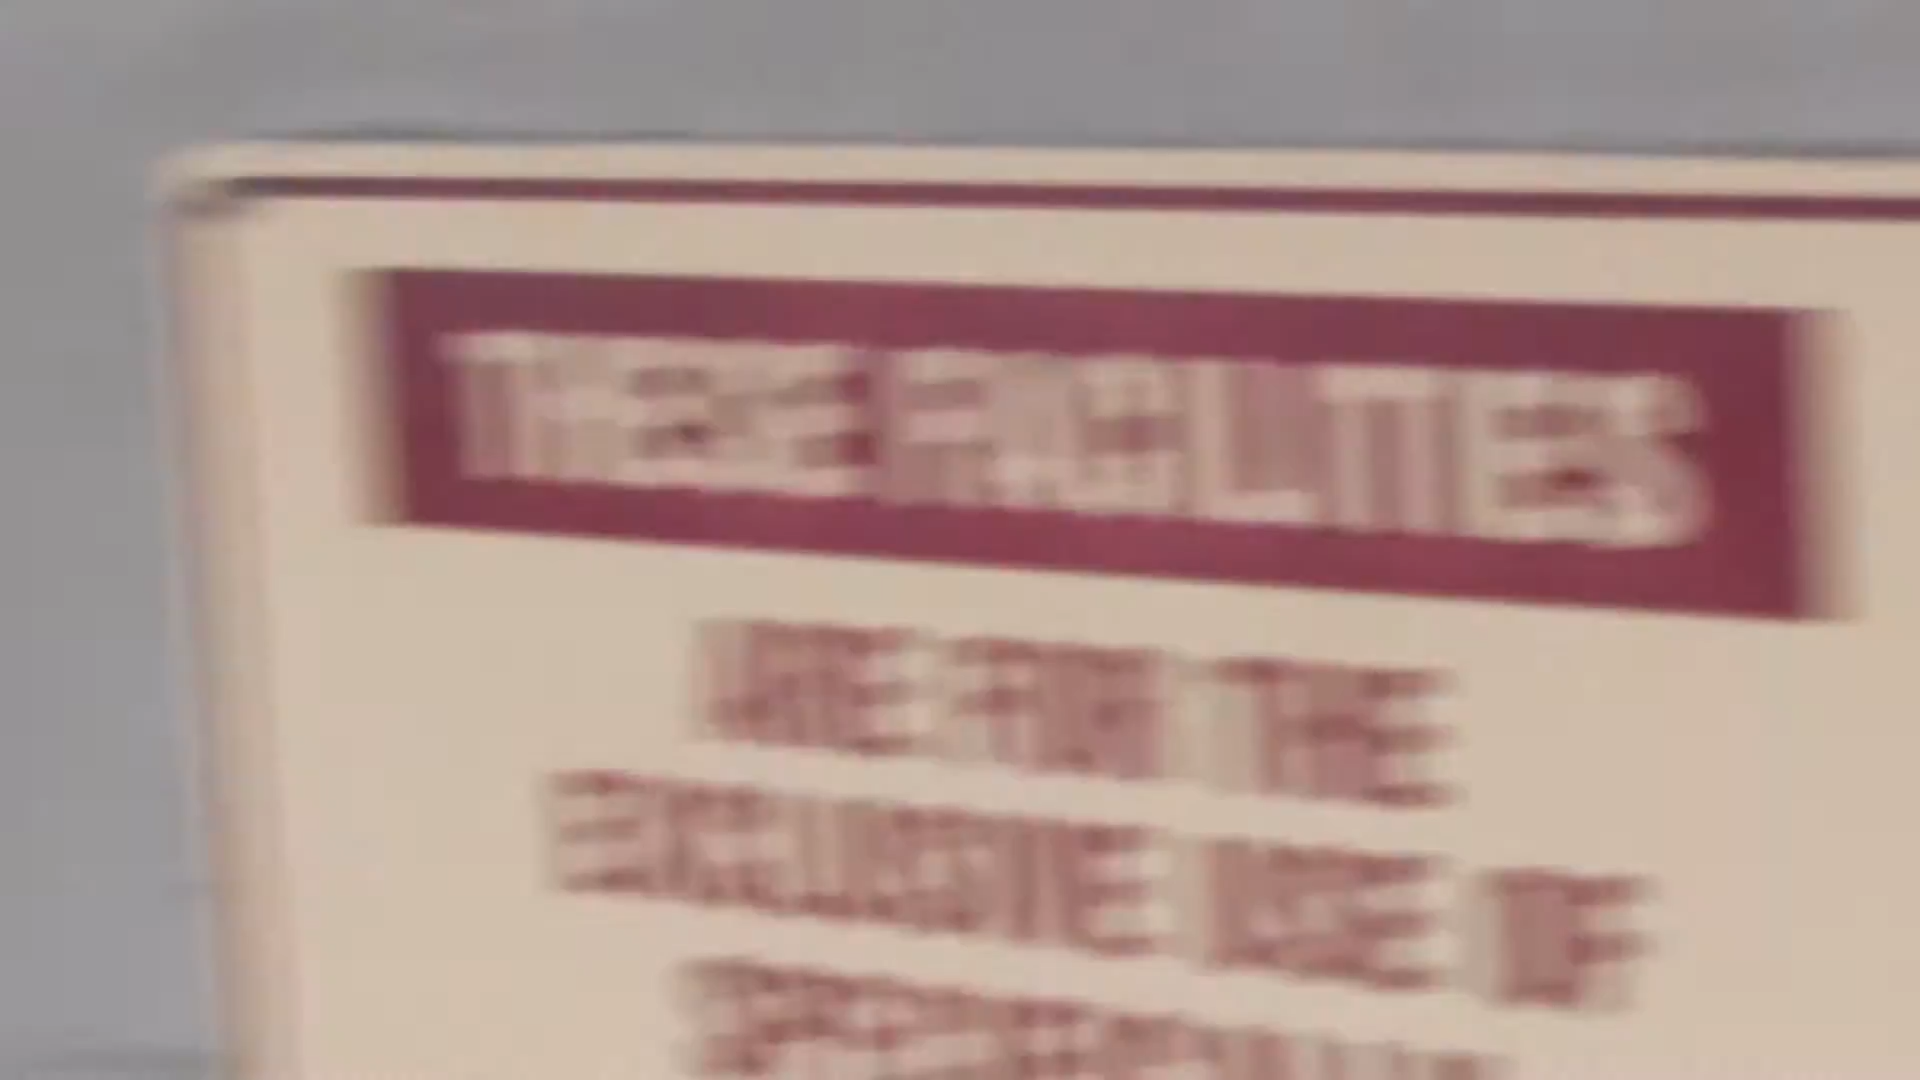 THESE FACILITIES
ARE FOR THE
EXCLUSIVE USE OF